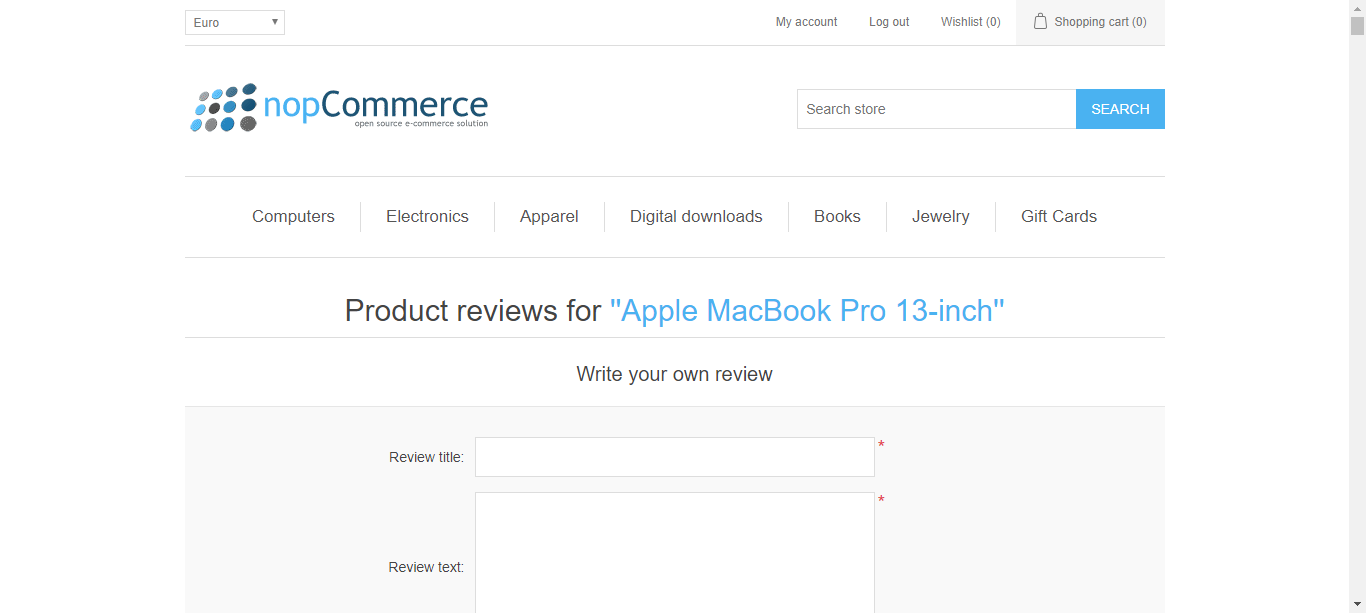 Euro
My account Log out Wishlist (0) Shopping cart (0)
nopCommerce
open source e-commerce solution
Search store SEARCH
Computers Electronics Apparel Digital downloads Books Jewelry Gift Cards
Product reviews for "Apple MacBook Pro 13-inch"
Write your own review
Review title: *
Review text: *